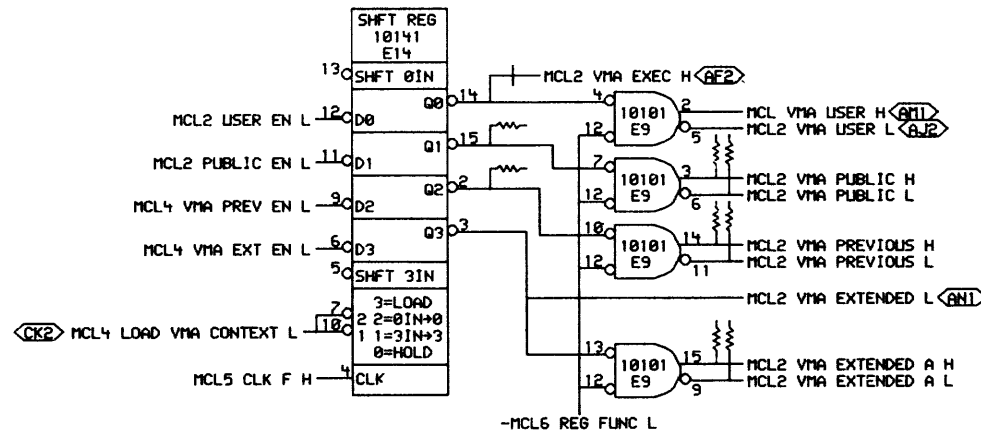 SHFT REG
10141
E14
13 SHFT 0IN
Q0 14
MCL2 VMA EXEC H AF2
MCL2 USER EN L 12 D0
4 10101 E9 2 MCL VMA USER H AM1
12 5 MCL2 VMA USER L AJ2
Q1 15
MCL2 PUBLIC EN L 11 D1
7 10101 E9 3 MCL2 VMA PUBLIC H
12 6 MCL2 VMA PUBLIC L
Q2 2
MCL4 VMA PREV EN L 9 D2
10 10101 E9 14 MCL2 VMA PREVIOUS H
12 11 MCL2 VMA PREVIOUS L
Q3 3
MCL4 VMA EXT EN L 6 D3
5 SHFT 3IN
MCL2 VMA EXTENDED L AN1
3=LOAD
7 2 2=0IN→0
CK2 MCL4 LOAD VMA CONTEXT L 10 1 1=3IN→3
0=HOLD
13 10101 E9 15 MCL2 VMA EXTENDED A H
12 9 MCL2 VMA EXTENDED A L
MCL5 CLK F H 4 CLK
-MCL6 REG FUNC L